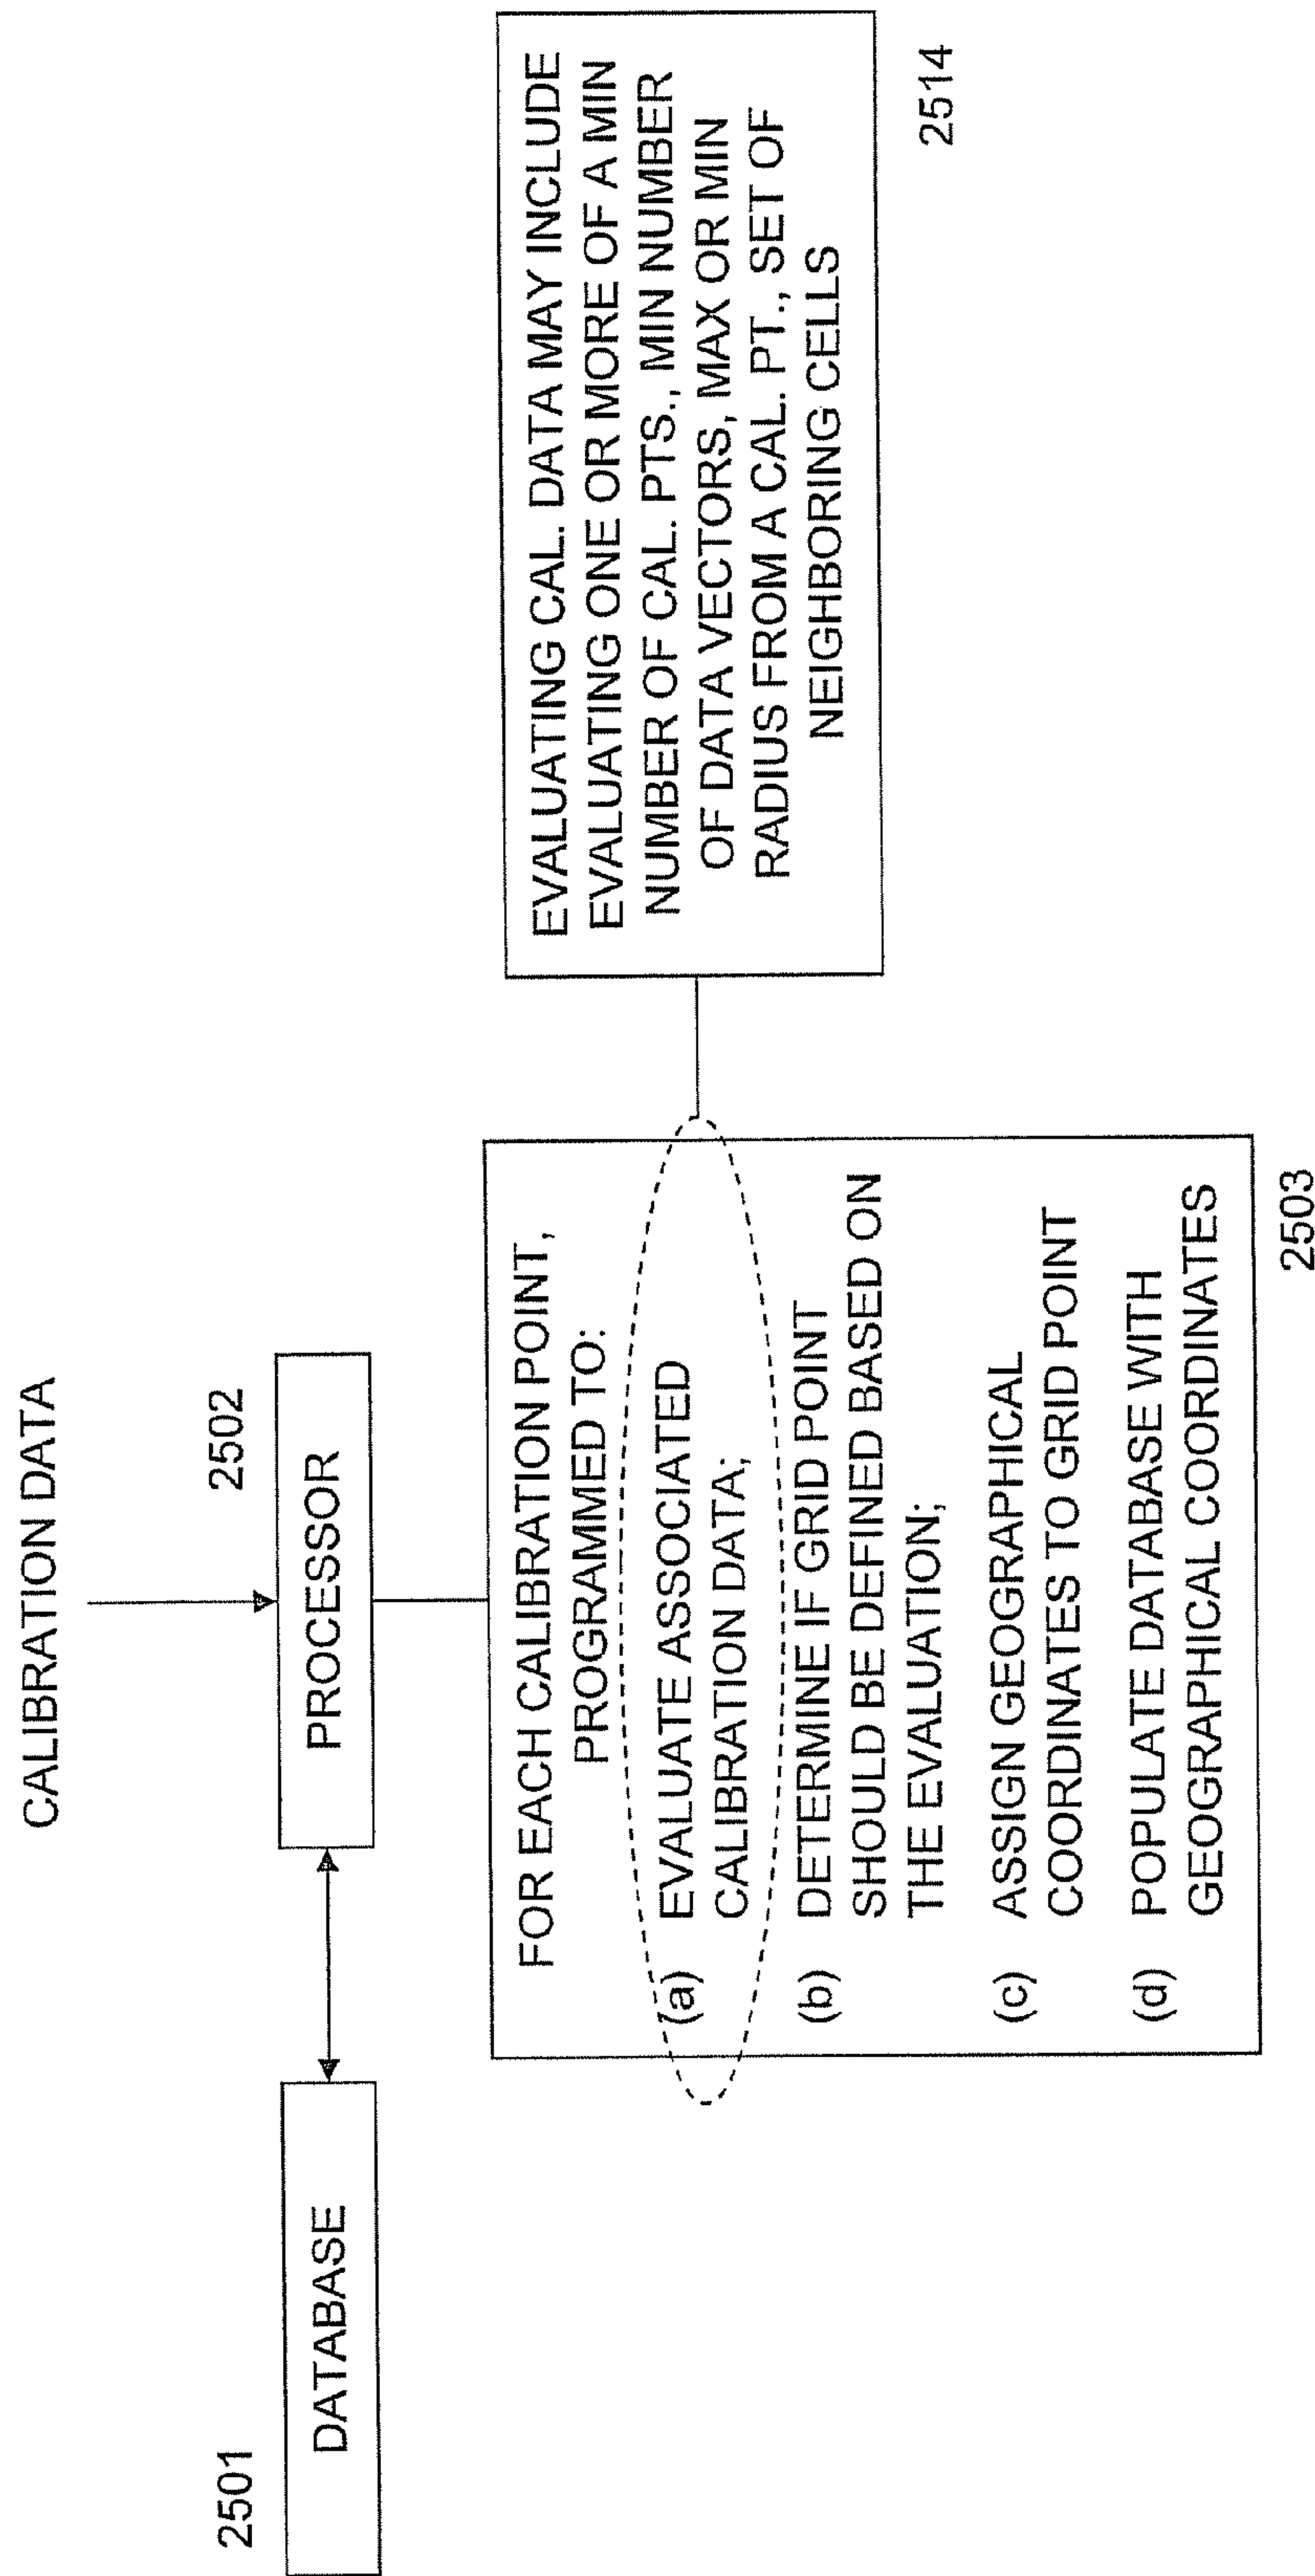 CALIBRATION DATA
2501
DATABASE
2502
PROCESSOR
FOR EACH CALIBRATION POINT,
PROGRAMMED TO:
(a) EVALUATE ASSOCIATED
CALIBRATION DATA;
(b) DETERMINE IF GRID POINT
SHOULD BE DEFINED BASED ON
THE EVALUATION;
(c) ASSIGN GEOGRAPHICAL
COORDINATES TO GRID POINT
(d) POPULATE DATABASE WITH
GEOGRAPHICAL COORDINATES
2503
EVALUATING CAL. DATA MAY INCLUDE
EVALUATING ONE OR MORE OF A MIN
NUMBER OF CAL. PTS., MIN NUMBER
OF DATA VECTORS, MAX OR MIN
RADIUS FROM A CAL. PT., SET OF
NEIGHBORING CELLS
2514